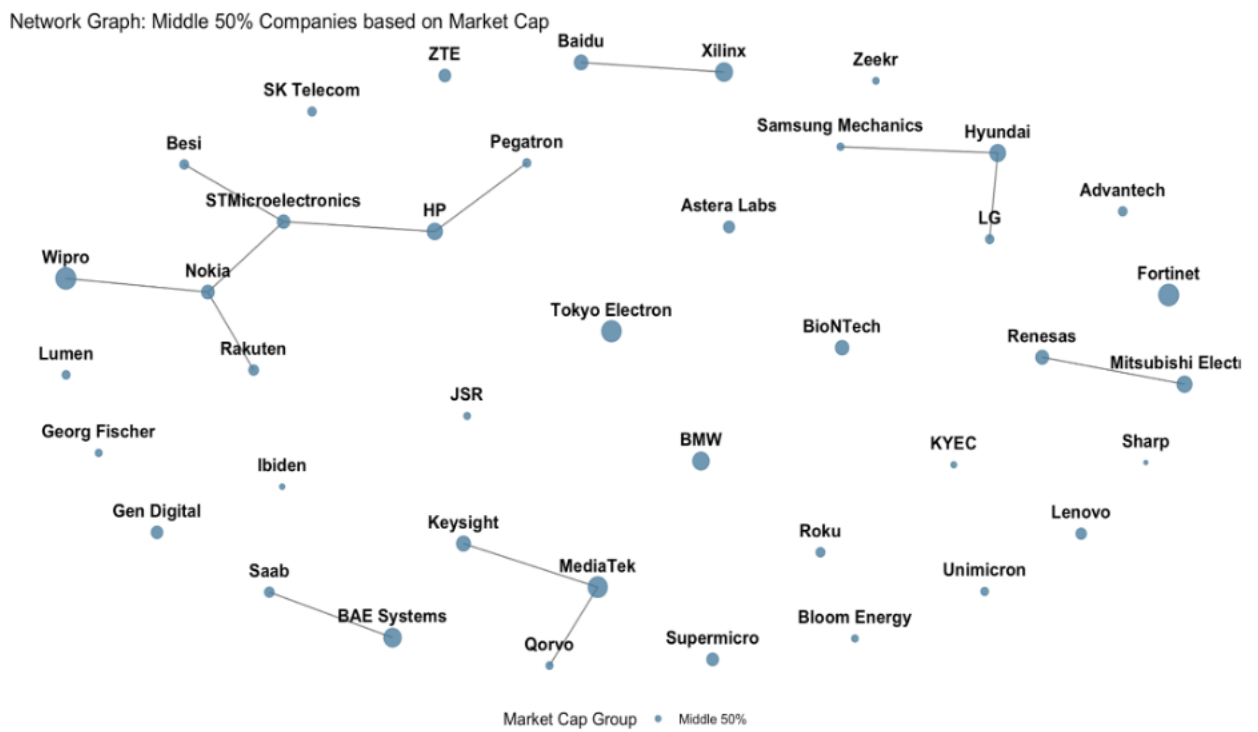 Network Graph: Middle 50% Companies based on Market Cap
Baidu
Xilinx
ZTE
Zeekr
SK Telecom
Samsung Mechanics
Hyundai
Besi
Pegatron
Advantech
STMicroelectronics
HP
Astera Labs
LG
Wipro
Nokia
Fortinet
Tokyo Electron
BioNTech
Renesas
Lumen
Rakuten
Mitsubishi Elect
JSR
Georg Fischer
BMW
KYEC
Sharp
Ibiden
Gen Digital
Keysight
Roku
Lenovo
Saab
MediaTek
Unimicron
BAE Systems
Bloom Energy
Qorvo
Supermicro
Market Cap Group
Middle 50%